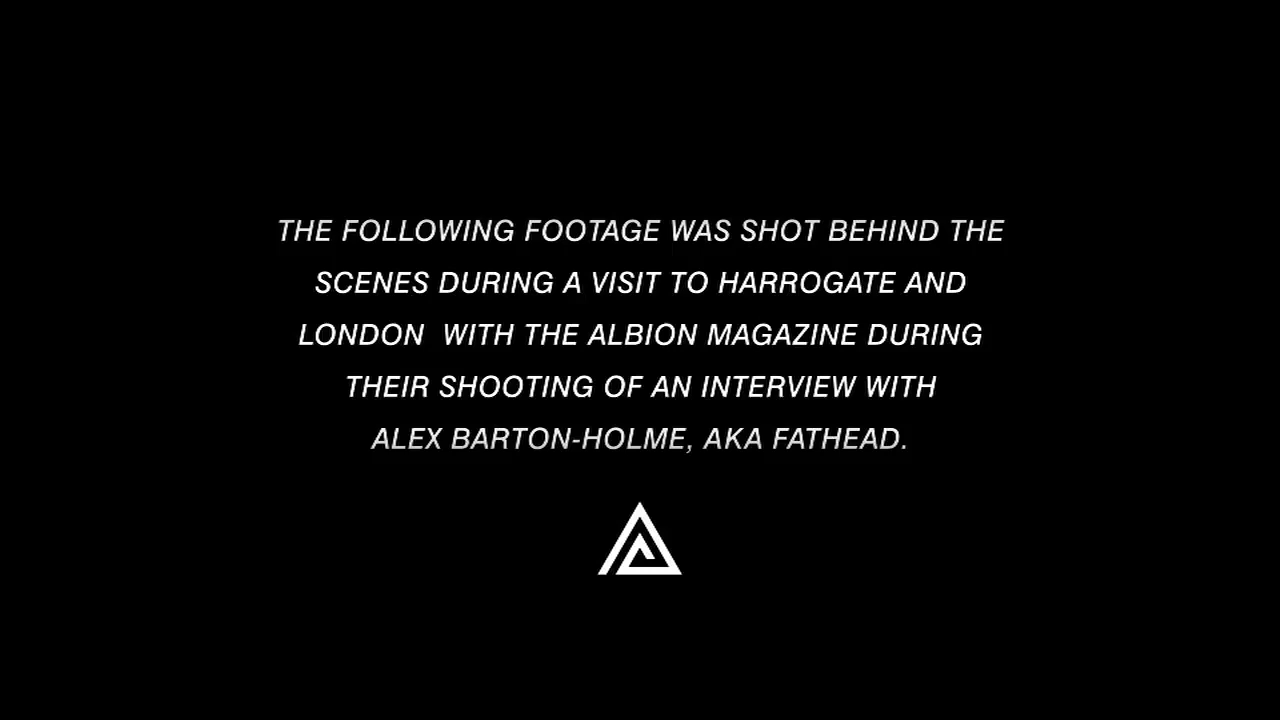 THE FOLLOWING FOOTAGE WAS SHOT BEHIND THE
SCENES DURING A VISIT TO HARROGATE AND
LONDON  WITH THE ALBION MAGAZINE DURING
THEIR SHOOTING OF AN INTERVIEW WITH
ALEX BARTON-HOLME, AKA FATHEAD.